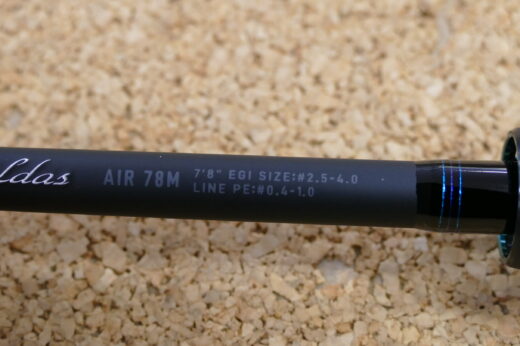 AIR 78M
7'8" EGI SIZE:#2.5-4.0
LINE PE:#0.4-1.0